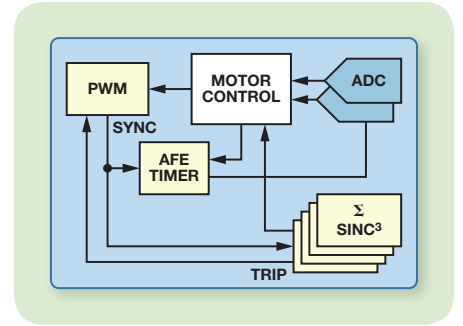 PWM
MOTOR
CONTROL
ADC
SYNC
AFE
TIMER
Σ
SINC³
TRIP